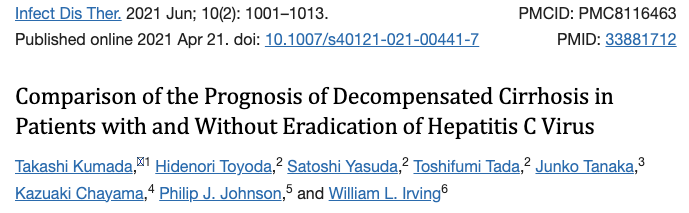 Infect Dis Ther. 2021 Jun; 10(2): 1001–1013. PMCID: PMC8116463
Published online 2021 Apr 21. doi: 10.1007/s40121-021-00441-7 PMID: 33881712
Comparison of the Prognosis of Decompensated Cirrhosis in
Patients with and Without Eradication of Hepatitis C Virus
Takashi Kumada,1 Hidenori Toyoda,2 Satoshi Yasuda,2 Toshifumi Tada,2 Junko Tanaka,3
Kazuaki Chayama,4 Philip J. Johnson,5 and William L. Irving6